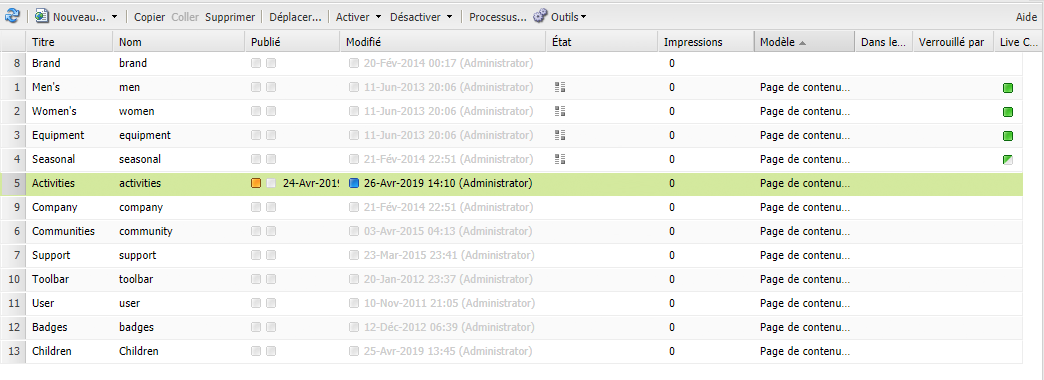 Nouveau... Copier Coller Supprimer Déplacer... Activer Désactiver Processus... Outils Aide
Titre Nom Publié Modifié État Impressions Modèle Dans le... Verrouillé par Live C...
8 Brand brand 20-Fév-2014 00:17 (Administrator) 0
1 Men's men 11-Jun-2013 20:06 (Administrator) 0 Page de contenu...
2 Women's women 11-Jun-2013 20:06 (Administrator) 0 Page de contenu...
3 Equipment equipment 11-Jun-2013 20:06 (Administrator) 0 Page de contenu...
4 Seasonal seasonal 21-Fév-2014 22:51 (Administrator) 0 Page de contenu...
5 Activities activities 24-Avr-2019 26-Avr-2019 14:10 (Administrator) 0 Page de contenu...
9 Company company 21-Fév-2014 22:51 (Administrator) 0 Page de contenu...
6 Communities community 03-Avr-2015 04:13 (Administrator) 0 Page de contenu...
7 Support support 23-Mar-2015 23:41 (Administrator) 0 Page de contenu...
10 Toolbar toolbar 20-Jan-2012 23:37 (Administrator) 0 Page de contenu...
11 User user 10-Nov-2011 21:05 (Administrator) 0 Page de contenu...
12 Badges badges 12-Déc-2012 06:39 (Administrator) 0 Page de contenu...
13 Children Children 25-Avr-2019 13:45 (Administrator) 0 Page de contenu...